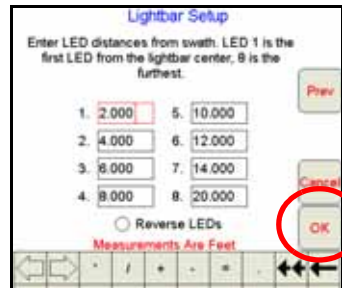 Lightbar Setup
Enter LED distances from swath. LED 1 is the
first LED from the lightbar center, 8 is the
furthest.
Prev
1. 2.000 5. 10.000
2. 4.000 6. 12.000
3. 6.000 7. 14.000
Cancel
4. 8.000 8. 20.000
Reverse LEDs
OK
Measurements Are Feet
' / + - = .